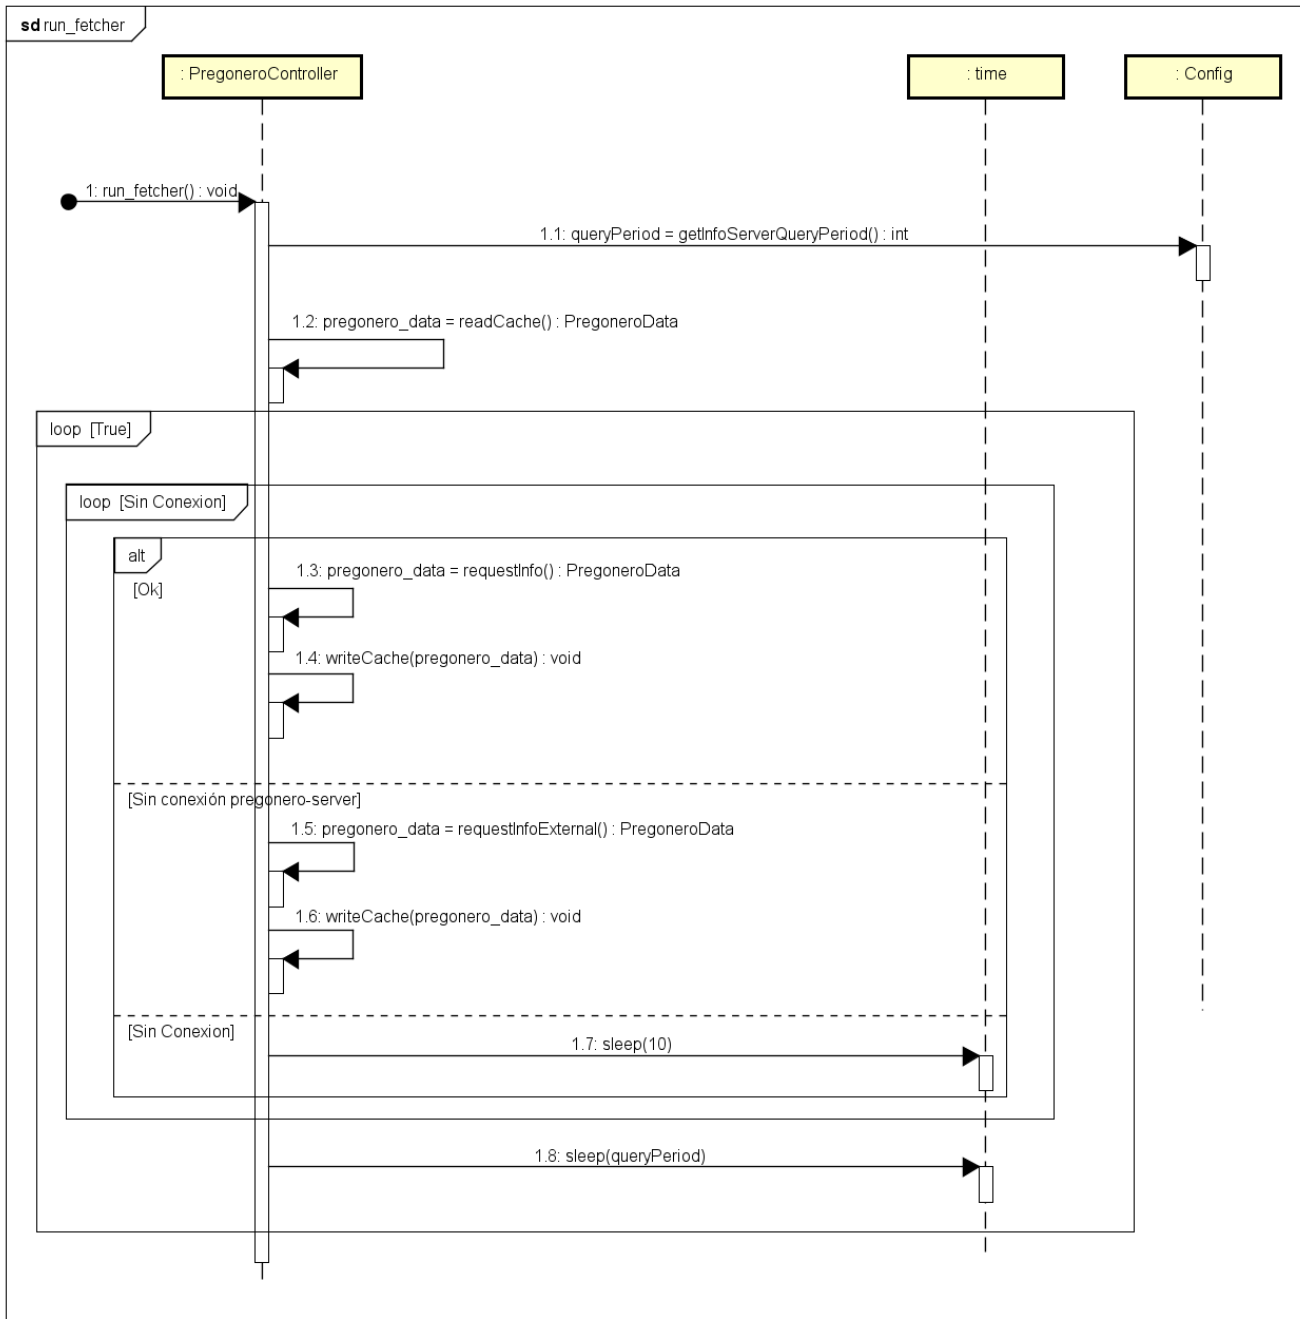 sd run_fetcher
: PregoneroController
: time
: Config
1: run_fetcher() : void
1.1: queryPeriod = getInfoServerQueryPeriod() : int
1.2: pregonero_data = readCache() : PregoneroData
loop [True]
loop [Sin Conexion]
alt
1.3: pregonero_data = requestInfo() : PregoneroData
[Ok]
1.4: writeCache(pregonero_data) : void
[Sin conexión pregonero-server]
1.5: pregonero_data = requestInfoExternal() : PregoneroData
1.6: writeCache(pregonero_data) : void
[Sin Conexion]
1.7: sleep(10)
1.8: sleep(queryPeriod)